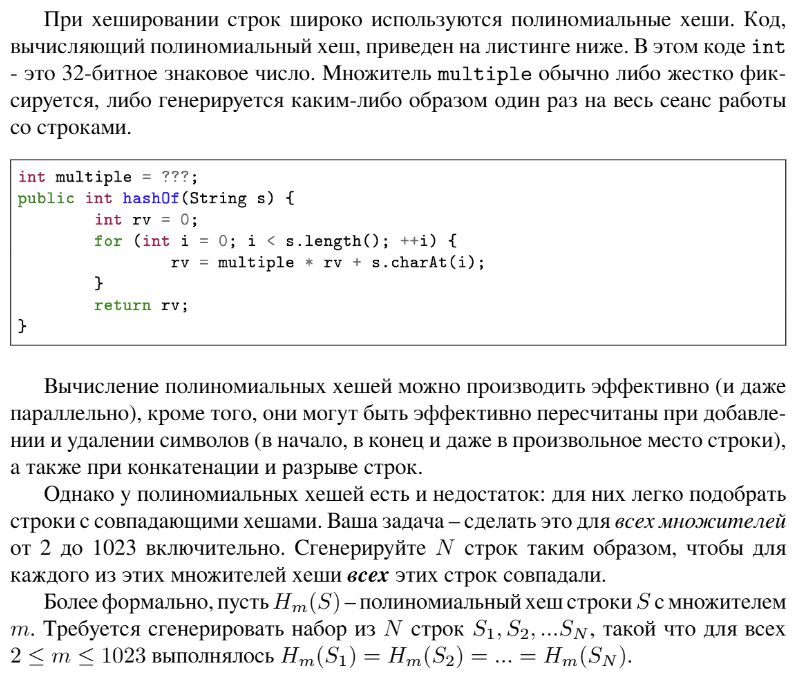 При хешировании строк широко используются полиномиальные хеши. Код,
вычисляющий полиномиальный хеш, приведен на листинге ниже. В этом коде int
- это 32-битное знаковое число. Множитель multiple обычно либо жестко фик-
сируется, либо генерируется каким-либо образом один раз на весь сеанс работы
со строками.
int multiple = ???;
public int hashOf(String s) {
int rv = 0;
for (int i = 0; i < s.length(); ++i) {
rv = multiple * rv + s.charAt(i);
}
return rv;
}
Вычисление полиномиальных хешей можно производить эффективно (и даже
параллельно), кроме того, они могут быть эффективно пересчитаны при добавле-
нии и удалении символов (в начало, в конец и даже в произвольное место строки),
а также при конкатенации и разрыве строк.
Однако у полиномиальных хешей есть и недостаток: для них легко подобрать
строки с совпадающими хешами. Ваша задача – сделать это для всех множителей
от 2 до 1023 включительно. Сгенерируйте N строк таким образом, чтобы для
каждого из этих множителей хеши всех этих строк совпадали.
Более формально, пусть H_m(S) – полиномиальный хеш строки S с множителем
m. Требуется сгенерировать набор из N строк S_1, S_2, ...S_N, такой что для всех
2 ≤ m ≤ 1023 выполнялось H_m(S_1) = H_m(S_2) = ... = H_m(S_N).